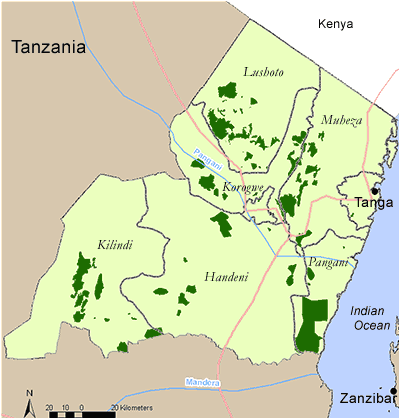 Kenya
Tanzania
Lushoto
Muheza
Pangani
Korogwe
Tanga
Kilindi
Pangani
Handeni
Indian
Ocean
Mandera
Zanzibar
N
20 10 0 20 Kilometers